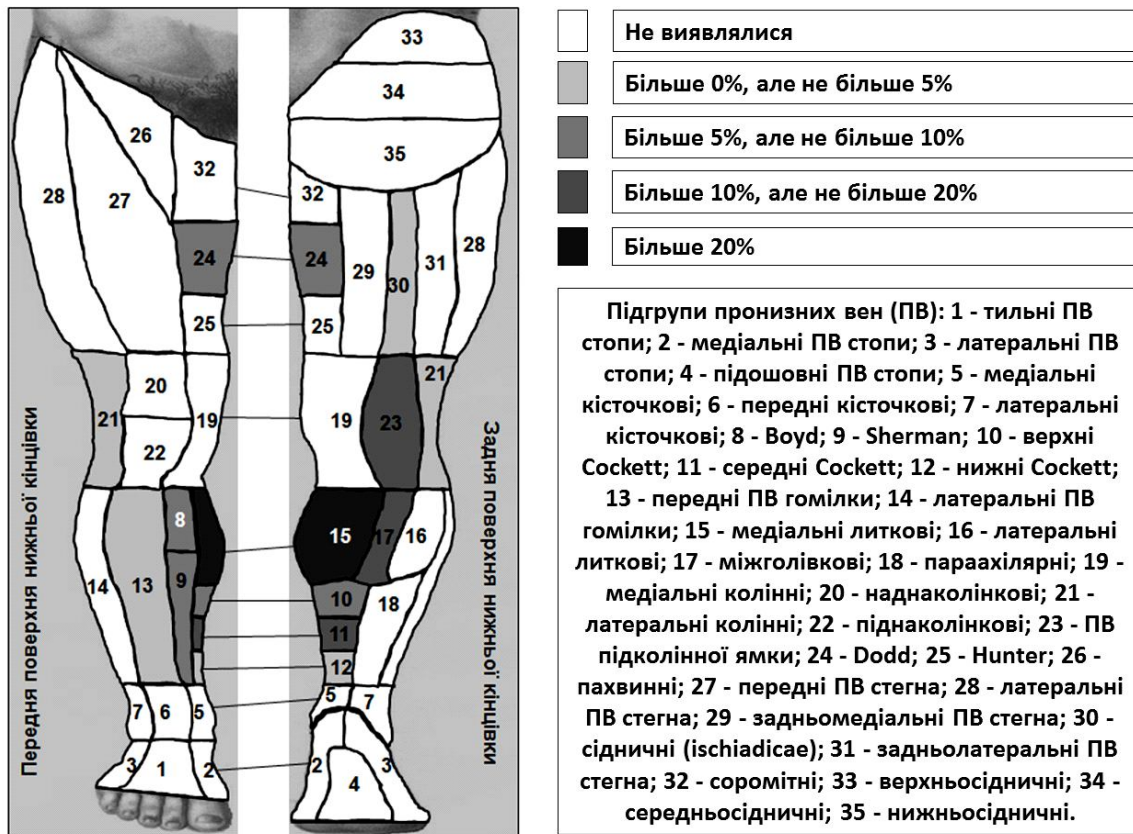 Передня поверхня нижньої кінцівки
26
32
27
28
24
25
20
21
19
22
8
9
13
14
7
6
5
3
1
2
33
34
35
32
28
24
29
31
30
25
21
19
23
15
17
16
10
18
11
12
5
7
2
3
4
Задня поверхня нижньої кінцівки
Не виявлялися
Більше 0%, але не більше 5%
Більше 5%, але не більше 10%
Більше 10%, але не більше 20%
Більше 20%
Підгрупи пронизних вен (ПВ): 1 - тильні ПВ
стопи; 2 - медіальні ПВ стопи; 3 - латеральні ПВ
стопи; 4 - підошовні ПВ стопи; 5 - медіальні
кісточкові; 6 - передні кісточкові; 7 - латеральні
кісточкові; 8 - Boyd; 9 - Sherman; 10 - верхні
Cockett; 11 - середні Cockett; 12 - нижні Cockett;
13 - передні ПВ гомілки; 14 - латеральні ПВ
гомілки; 15 - медіальні литкові; 16 - латеральні
литкові; 17 - міжголівкові; 18 - параахілярні; 19 -
медіальні колінні; 20 - наднаколінкові; 21 -
латеральні колінні; 22 - піднаколінкові; 23 - ПВ
підколінної ямки; 24 - Dodd; 25 - Hunter; 26 -
пахвинні; 27 - передні ПВ стегна; 28 - латеральні
ПВ стегна; 29 - задньомедіальні ПВ стегна; 30 -
сідничні (ischiadicae); 31 - задньолатеральні ПВ
стегна; 32 - соромітні; 33 - верхньосідничні; 34 -
середньосідничні; 35 - нижньосідничні.